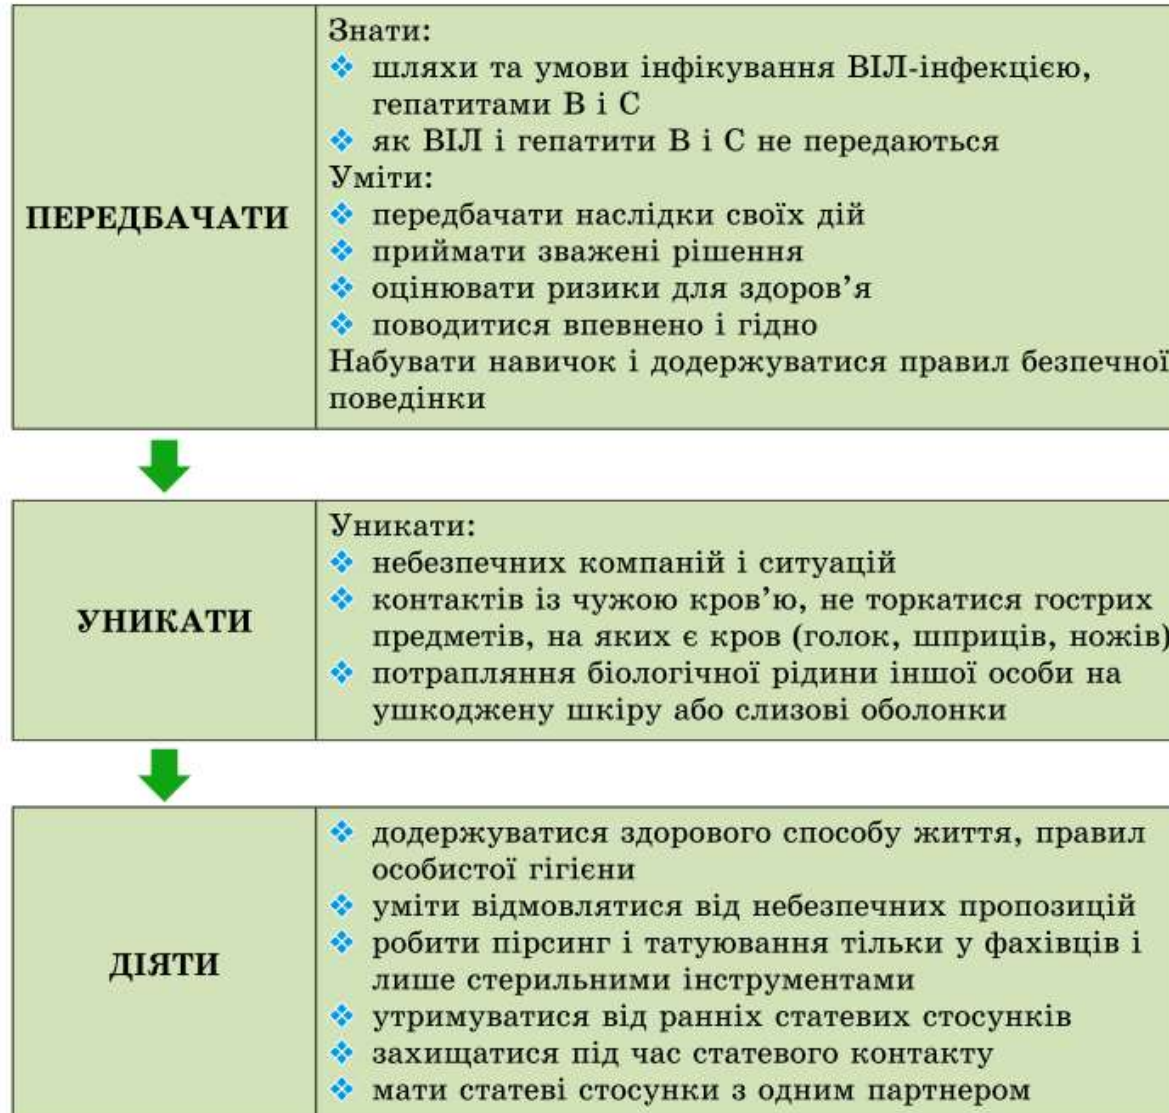 ПЕРЕДБАЧАТИ
Знати:
❖ шляхи та умови інфікування ВІЛ-інфекцією,
гепатитами В і С
❖ як ВІЛ і гепатити В і С не передаються
Уміти:
❖ передбачати наслідки своїх дій
❖ приймати зважені рішення
❖ оцінювати ризики для здоров’я
❖ поводитися впевнено і гідно
Набувати навичок і додержуватися правил безпечної
поведінки
УНИКАТИ
Уникати:
❖ небезпечних компаній і ситуацій
❖ контактів із чужою кров’ю, не торкатися гострих
предметів, на яких є кров (голок, шприців, ножів)
❖ потрапляння біологічної рідини іншої особи на
ушкоджену шкіру або слизові оболонки
ДІЯТИ
❖ додержуватися здорового способу життя, правил
особистої гігієни
❖ уміти відмовлятися від небезпечних пропозицій
❖ робити пірсинг і татуювання тільки у фахівців і
лише стерильними інструментами
❖ утримуватися від ранніх статевих стосунків
❖ захищатися під час статевого контакту
❖ мати статеві стосунки з одним партнером